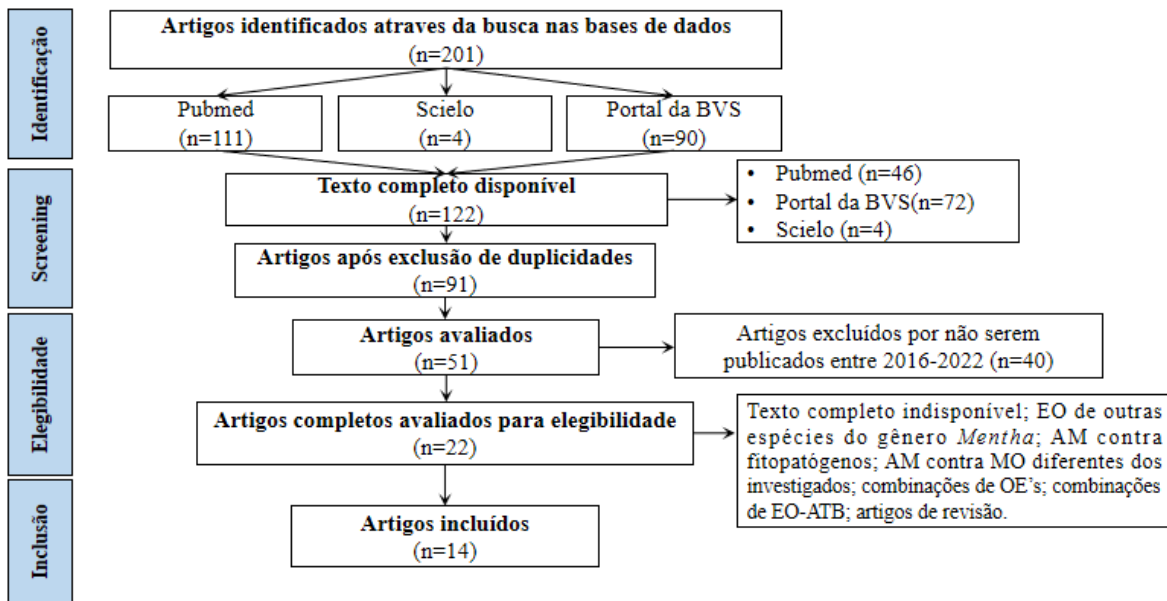 Identificação
Artigos identificados atraves da busca nas bases de dados
(n=201)
Pubmed
(n=111)
Scielo
(n=4)
Portal da BVS
(n=90)
Screening
Texto completo disponível
(n=122)
• Pubmed (n=46)
• Portal da BVS(n=72)
• Scielo (n=4)
Artigos após exclusão de duplicidades
(n=91)
Elegibilidade
Artigos avaliados
(n=51)
Artigos excluídos por não serem
publicados entre 2016-2022 (n=40)
Artigos completos avaliados para elegibilidade
(n=22)
Texto completo indisponível; EO de outras
espécies do gênero Mentha; AM contra
fitopatógenos; AM contra MO diferentes dos
investigados; combinações de OE's; combinações
de EO-ATB; artigos de revisão.
Inclusão
Artigos incluídos
(n=14)